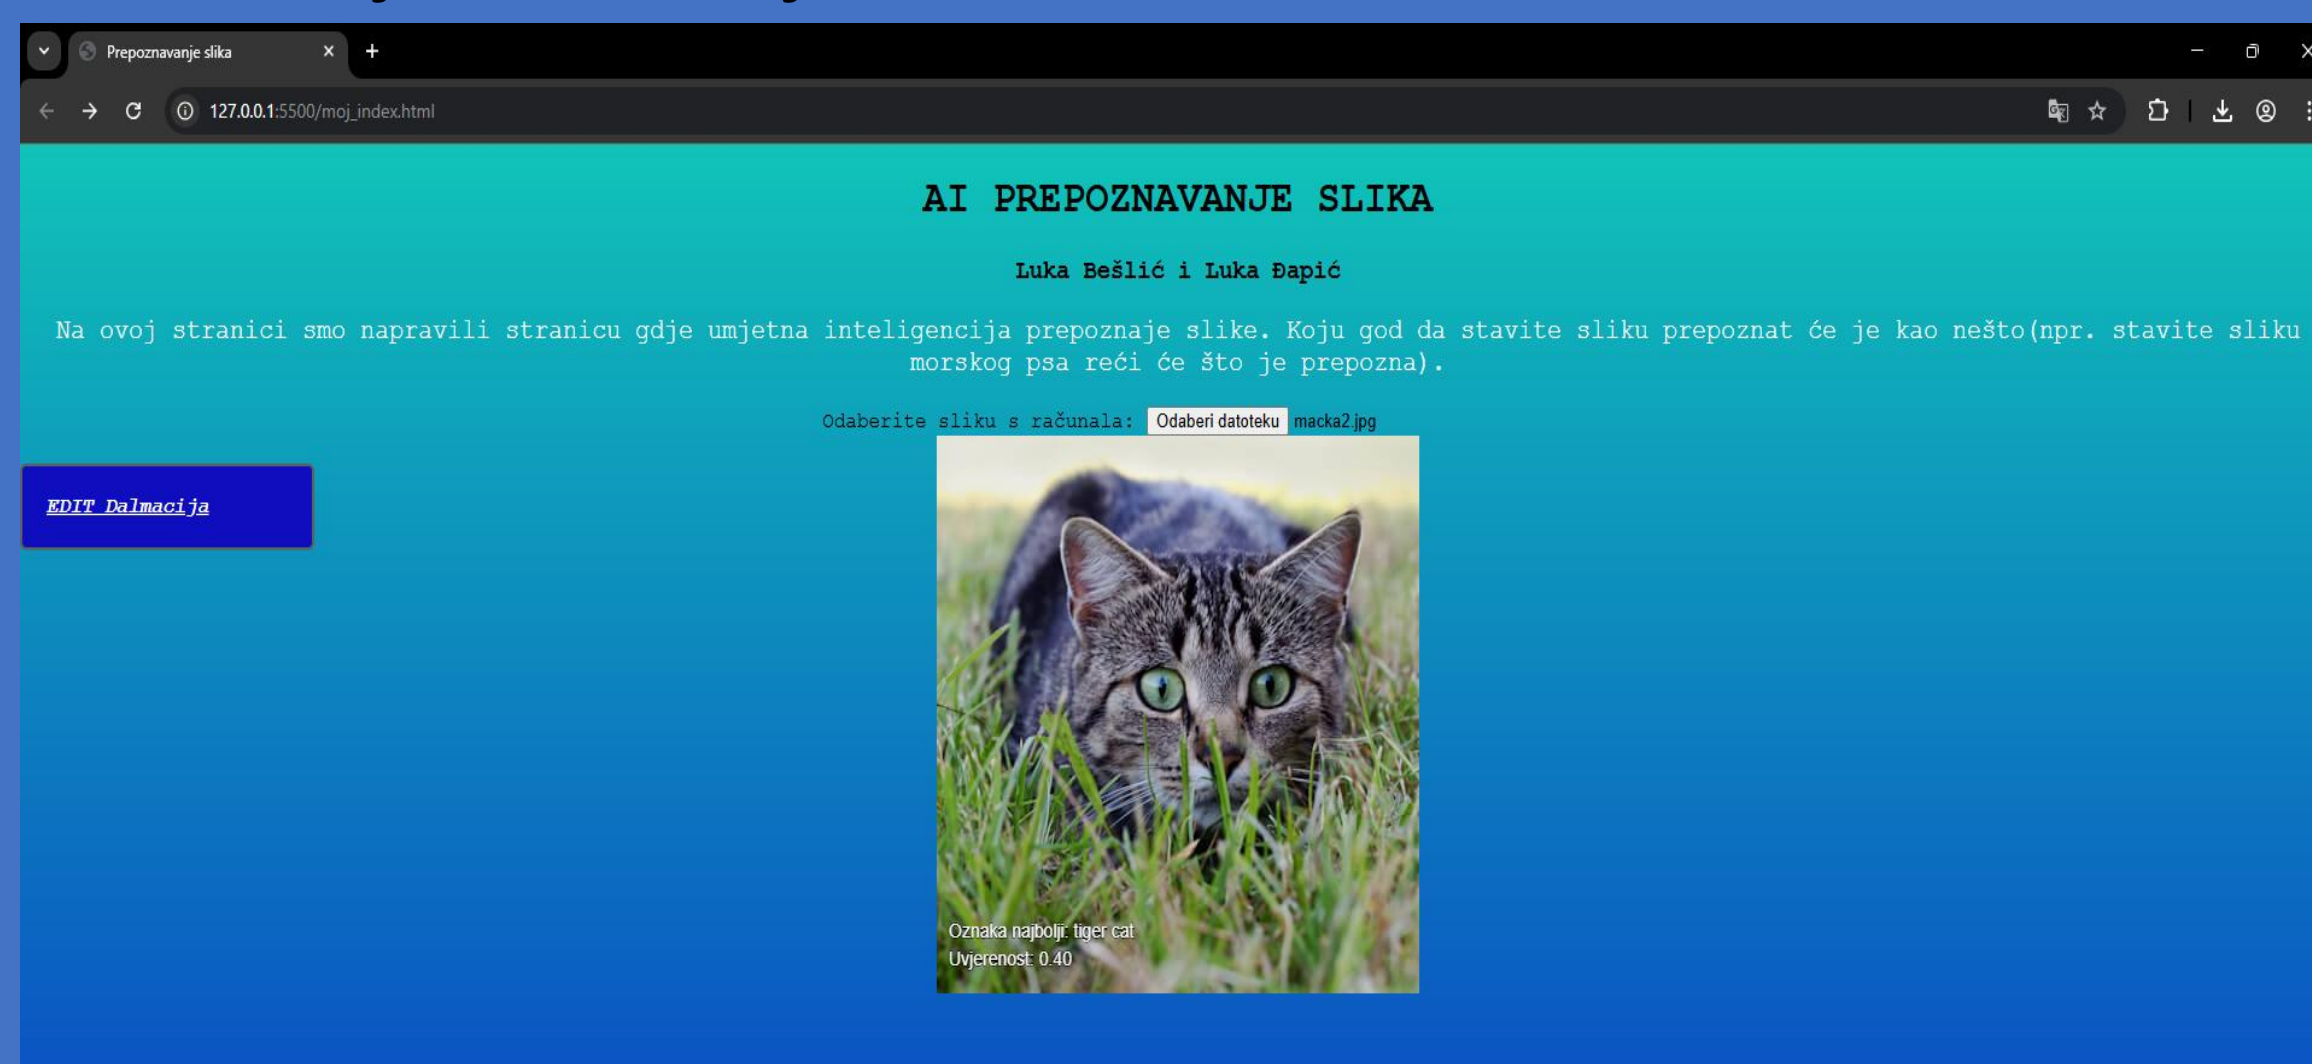 Prepoznavanje slika
127.0.0.1:5500/moj_index.html
AI PREPOZNAVANJE SLIKA
Luka Bešlić i Luka Đapić
Na ovoj stranici smo napravili stranicu gdje umjetna inteligencija prepoznaje slike. Koju god da stavite sliku prepoznat će je kao nešto(npr. stavite sliku
morskog psa reći će što je prepozna).
Odaberite sliku s računala: Odaberi datoteku macka2.jpg
EDIT Dalmacija
Oznaka najbolji: tiger cat
Uvjerenost: 0.40